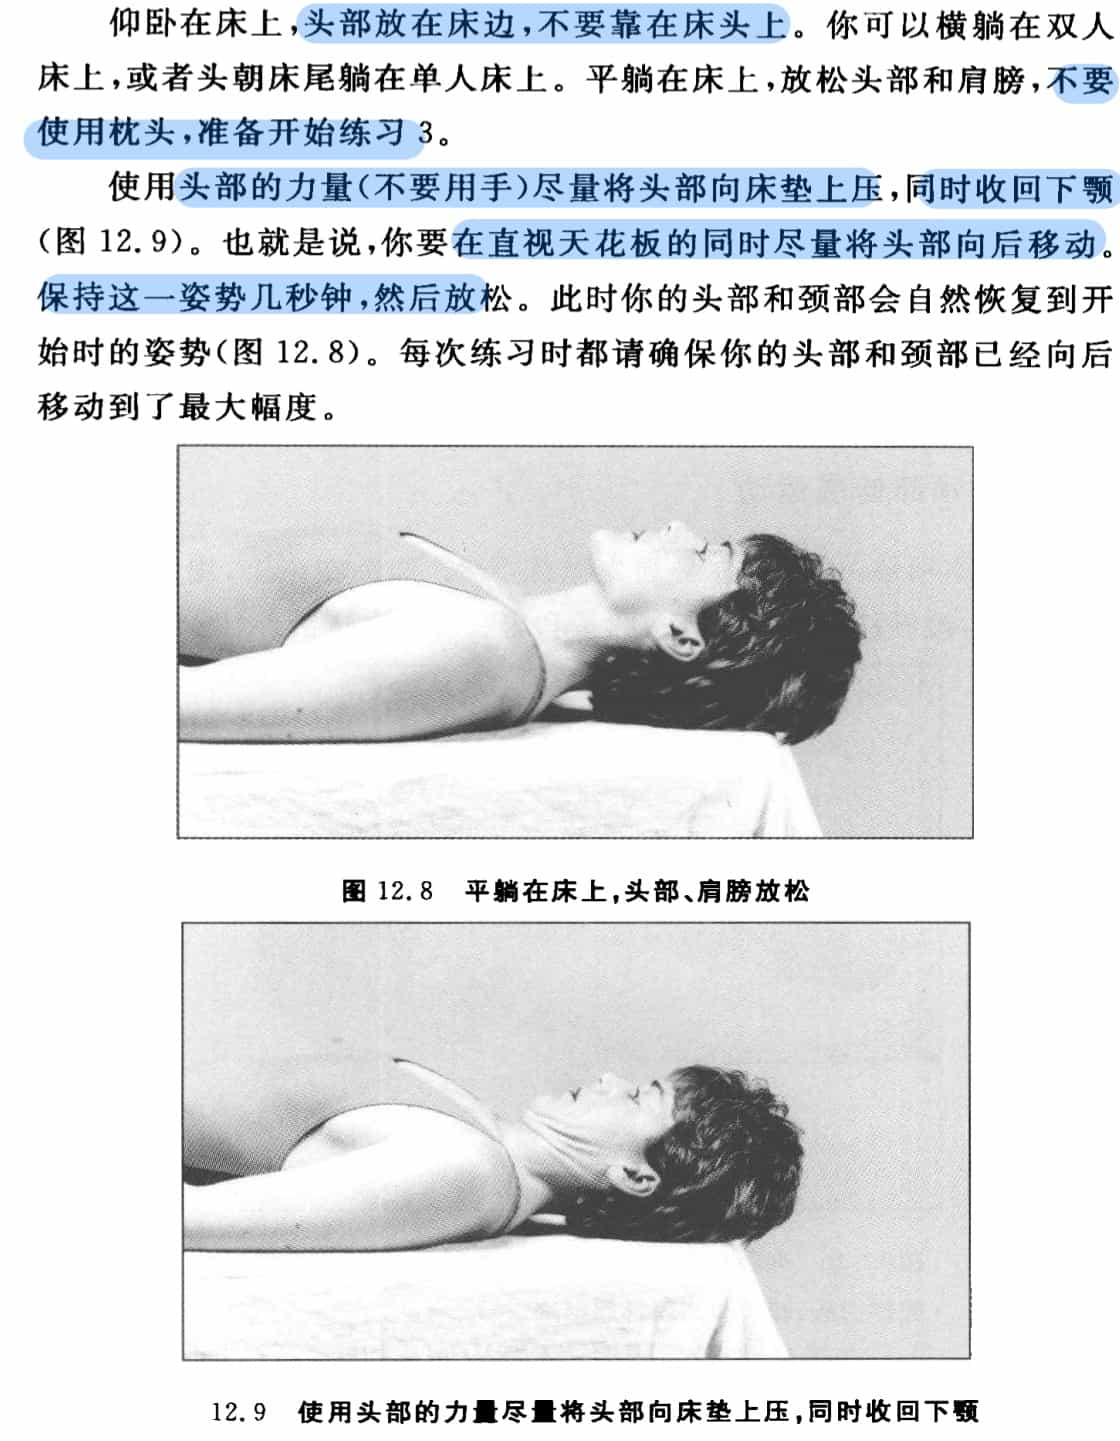 仰卧在床上,头部放在床边,不要靠在床头上。你可以横躺在双人
床上,或者头朝床尾躺在单人床上。平躺在床上,放松头部和肩膀,不要
使用枕头,准备开始练习3。
使用头部的力量(不要用手)尽量将头部向床垫上压,同时收回下颚
(图12.9)。也就是说,你要在直视天花板的同时尽量将头部向后移动。
保持这一姿势几秒钟,然后放松。此时你的头部和颈部会自然恢复到开
始时的姿势(图12.8)。每次练习时都请确保你的头部和颈部已经向后
移动到了最大幅度。
图12.8 平躺在床上,头部、肩膀放松
12.9 使用头部的力量尽量将头部向床垫上压,同时收回下颚